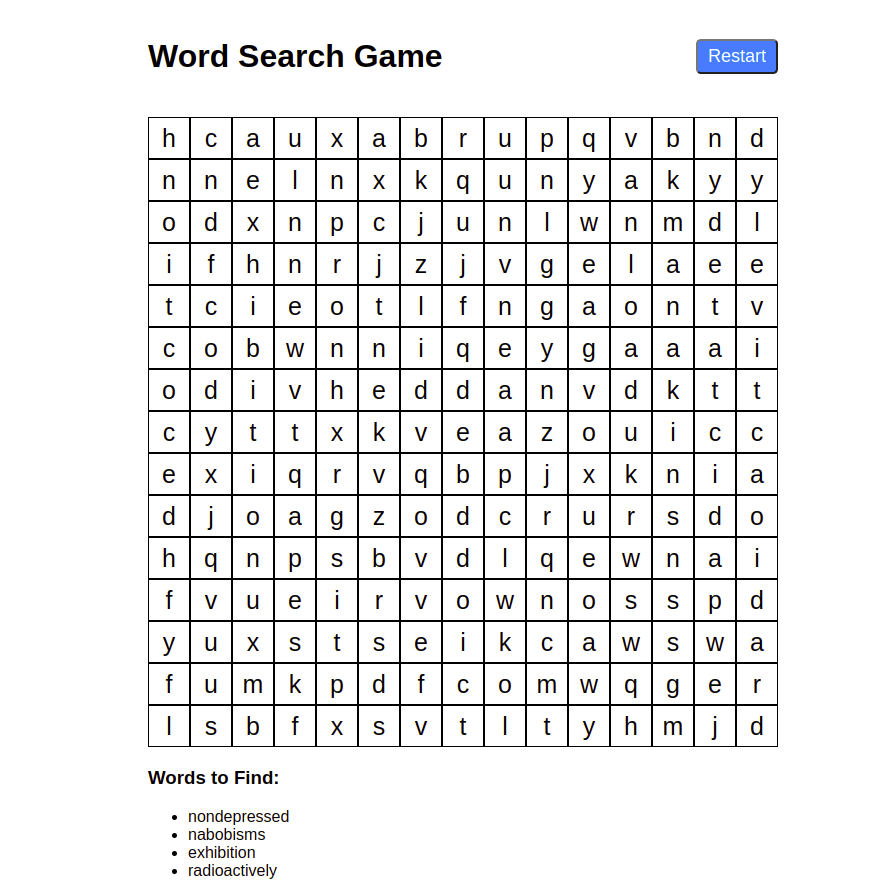 Word Search Game
Restart
h c a u x a b r u p q v b n d
n n e l n x k q u n y a k y y
o d x n p c j u n l w n m d l
i f h n r j z j v g e l a e e
t c i e o t l f n g a o n t v
c o b w n n i q e y g a a a i
o d i v h e d d a n v d k t t
c y t t x k v e a z o u i c c
e x i q r v q b p j x k n i a
d j o a g z o d c r u r s d o
h q n p s b v d l q e w n a i
f v u e i r v o w n o s s p d
y u x s t s e i k c a w s w a
f u m k p d f c o m w q g e r
l s b f x s v t l t y h m j d
Words to Find:
• nondepressed
• nabobisms
• exhibition
• radioactively